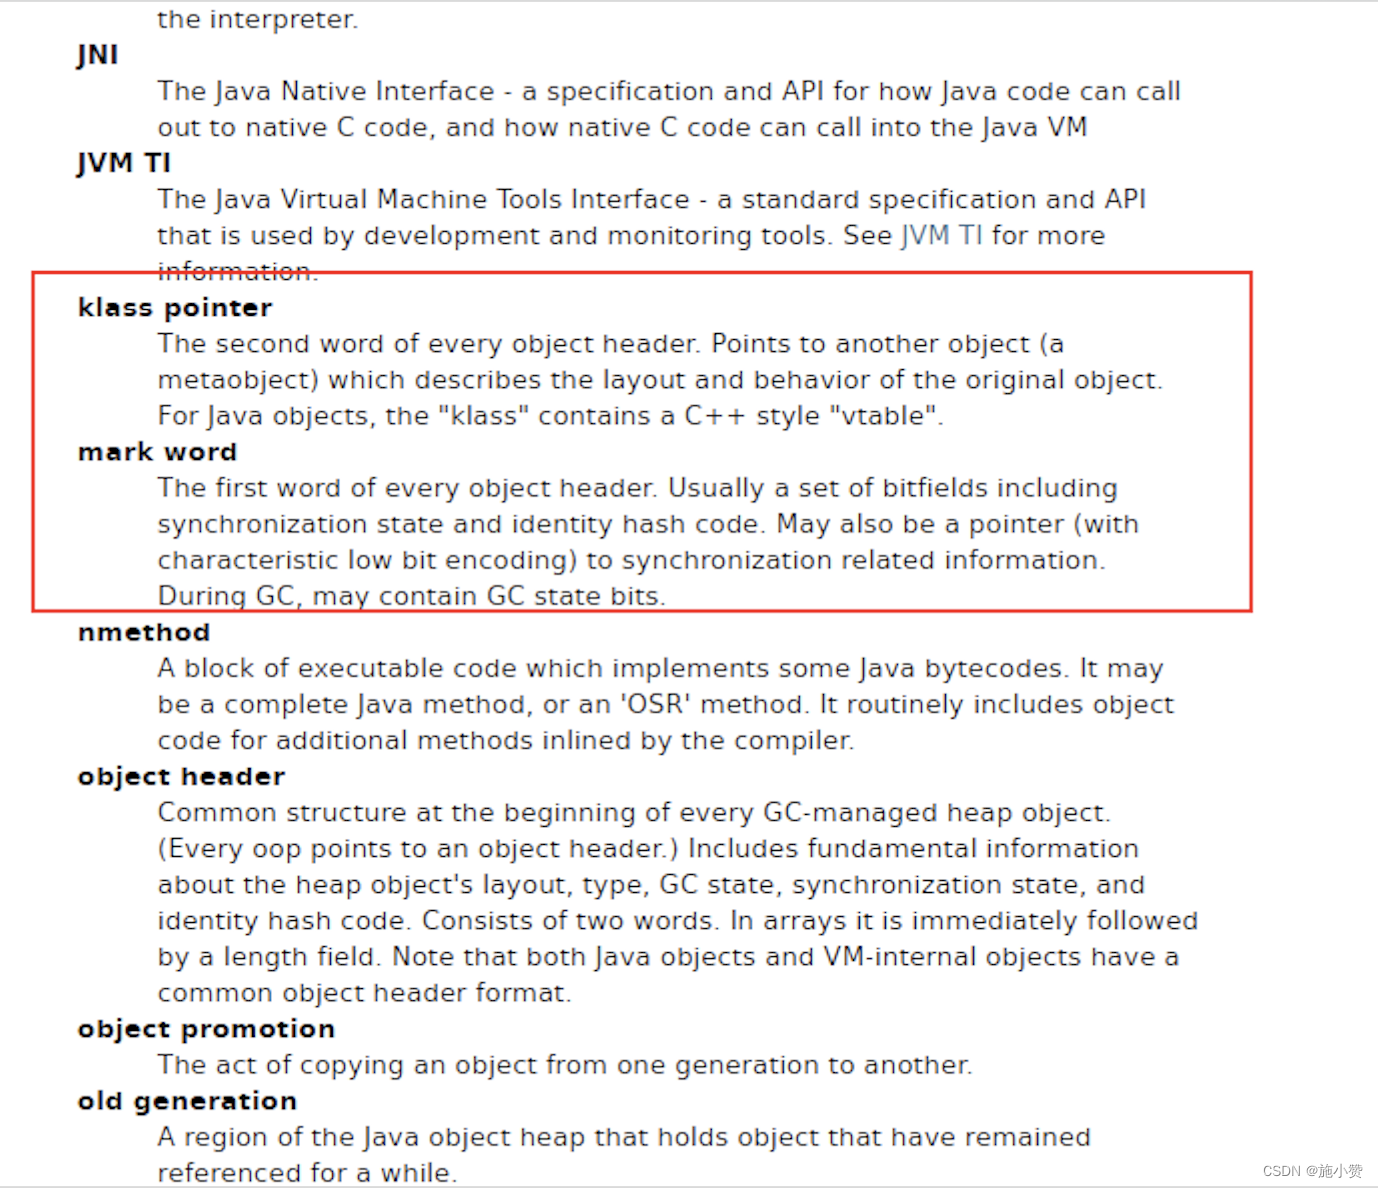 the interpreter.
JNI
The Java Native Interface - a specification and API for how Java code can call
out to native C code, and how native C code can call into the Java VM
JVM TI
The Java Virtual Machine Tools Interface - a standard specification and API
that is used by development and monitoring tools. See JVM TI for more
information.
klass pointer
The second word of every object header. Points to another object (a
metaobject) which describes the layout and behavior of the original object.
For Java objects, the "klass" contains a C++ style "vtable".
mark word
The first word of every object header. Usually a set of bitfields including
synchronization state and identity hash code. May also be a pointer (with
characteristic low bit encoding) to synchronization related information.
During GC, may contain GC state bits.
nmethod
A block of executable code which implements some Java bytecodes. It may
be a complete Java method, or an 'OSR' method. It routinely includes object
code for additional methods inlined by the compiler.
object header
Common structure at the beginning of every GC-managed heap object.
(Every oop points to an object header.) Includes fundamental information
about the heap object's layout, type, GC state, synchronization state, and
identity hash code. Consists of two words. In arrays it is immediately followed
by a length field. Note that both Java objects and VM-internal objects have a
common object header format.
object promotion
The act of copying an object from one generation to another.
old generation
A region of the Java object heap that holds object that have remained
referenced for a while.
CSDN @施小赞